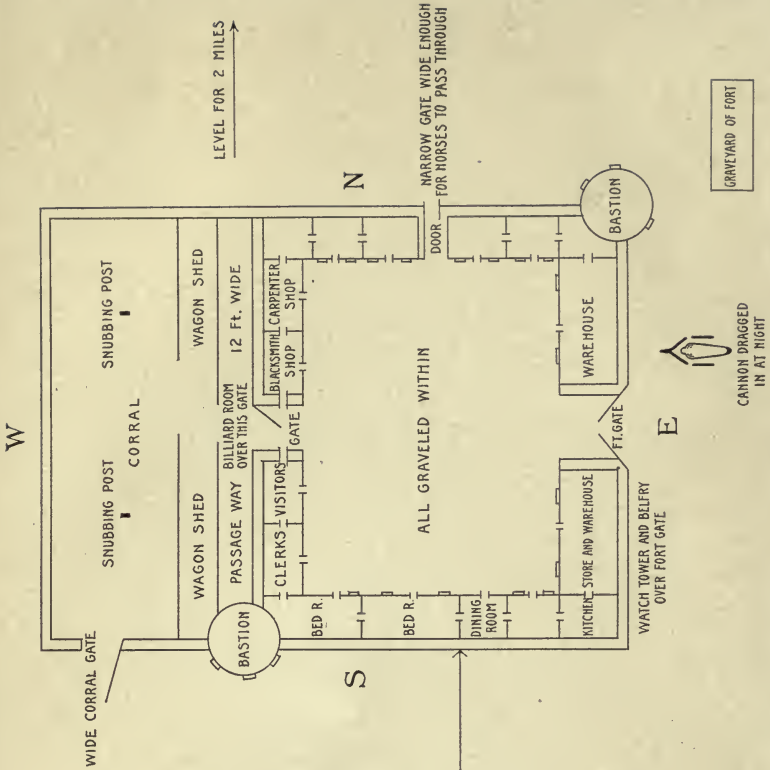 W
WIDE CORRAL GATE
SNUBBING POST
SNUBBING POST
CORRAL
LEVEL FOR 2 MILES
WAGON SHED
WAGON SHED
PASSAGE WAY
12 Ft. WIDE
BILLIARD ROOM
OVER THIS GATE
BASTION
CLERKS
VISITORS
GATE
BLACKSMITH
SHOP
CARPENTER
SHOP
N
S
BED R.
BED R.
DINING
ROOM
KITCHEN
ALL GRAVELED WITHIN
DOOR
NARROW GATE WIDE ENOUGH
FOR HORSES TO PASS THROUGH
STORE AND WAREHOUSE
FT. GATE
WAREHOUSE
BASTION
WATCH TOWER AND BELFRY
OVER FORT GATE
E
CANNON DRAGGED
IN AT NIGHT
GRAVEYARD OF FORT